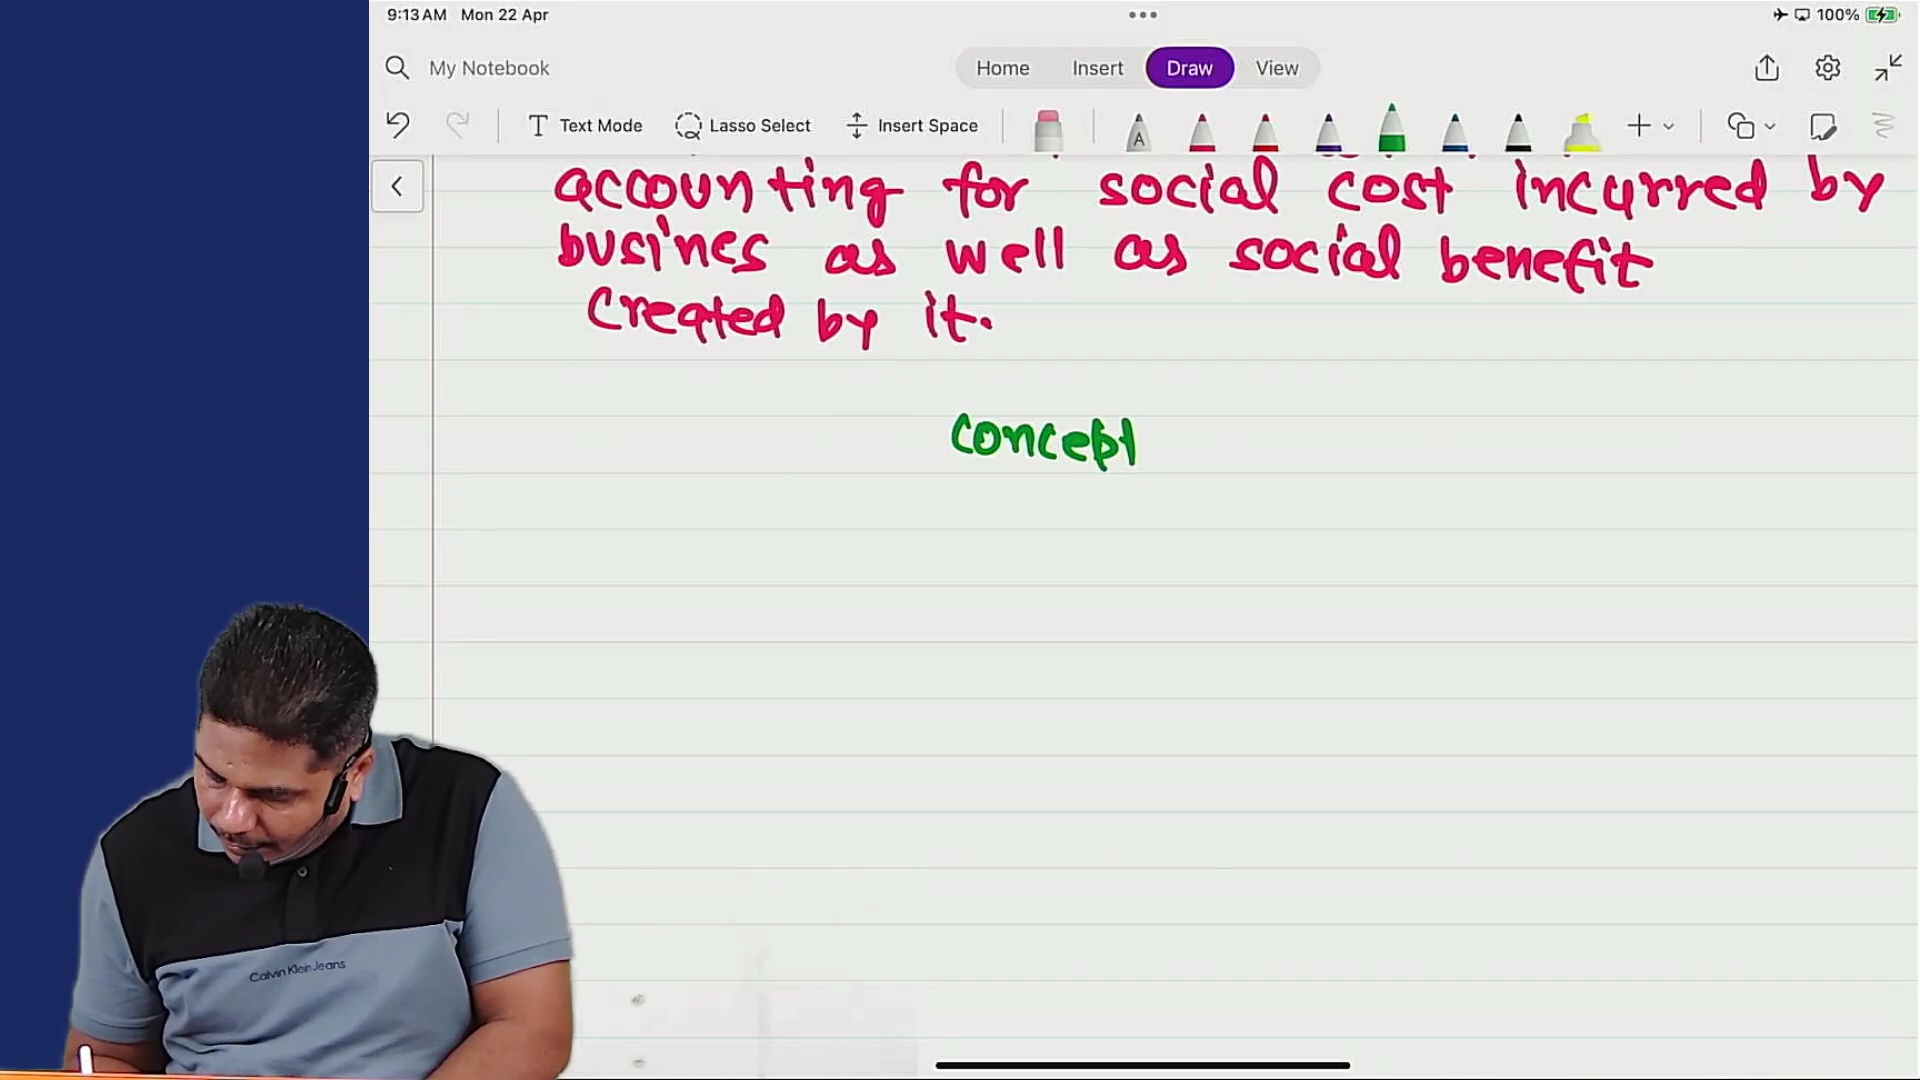 9:13 AM Mon 22 Apr
100%
My Notebook
Home Insert Draw View
Text Mode Lasso Select Insert Space
A
accounting for social cost incurred by
busines as well as social benefit
created by it.
concept
Calvin Klein Jeans